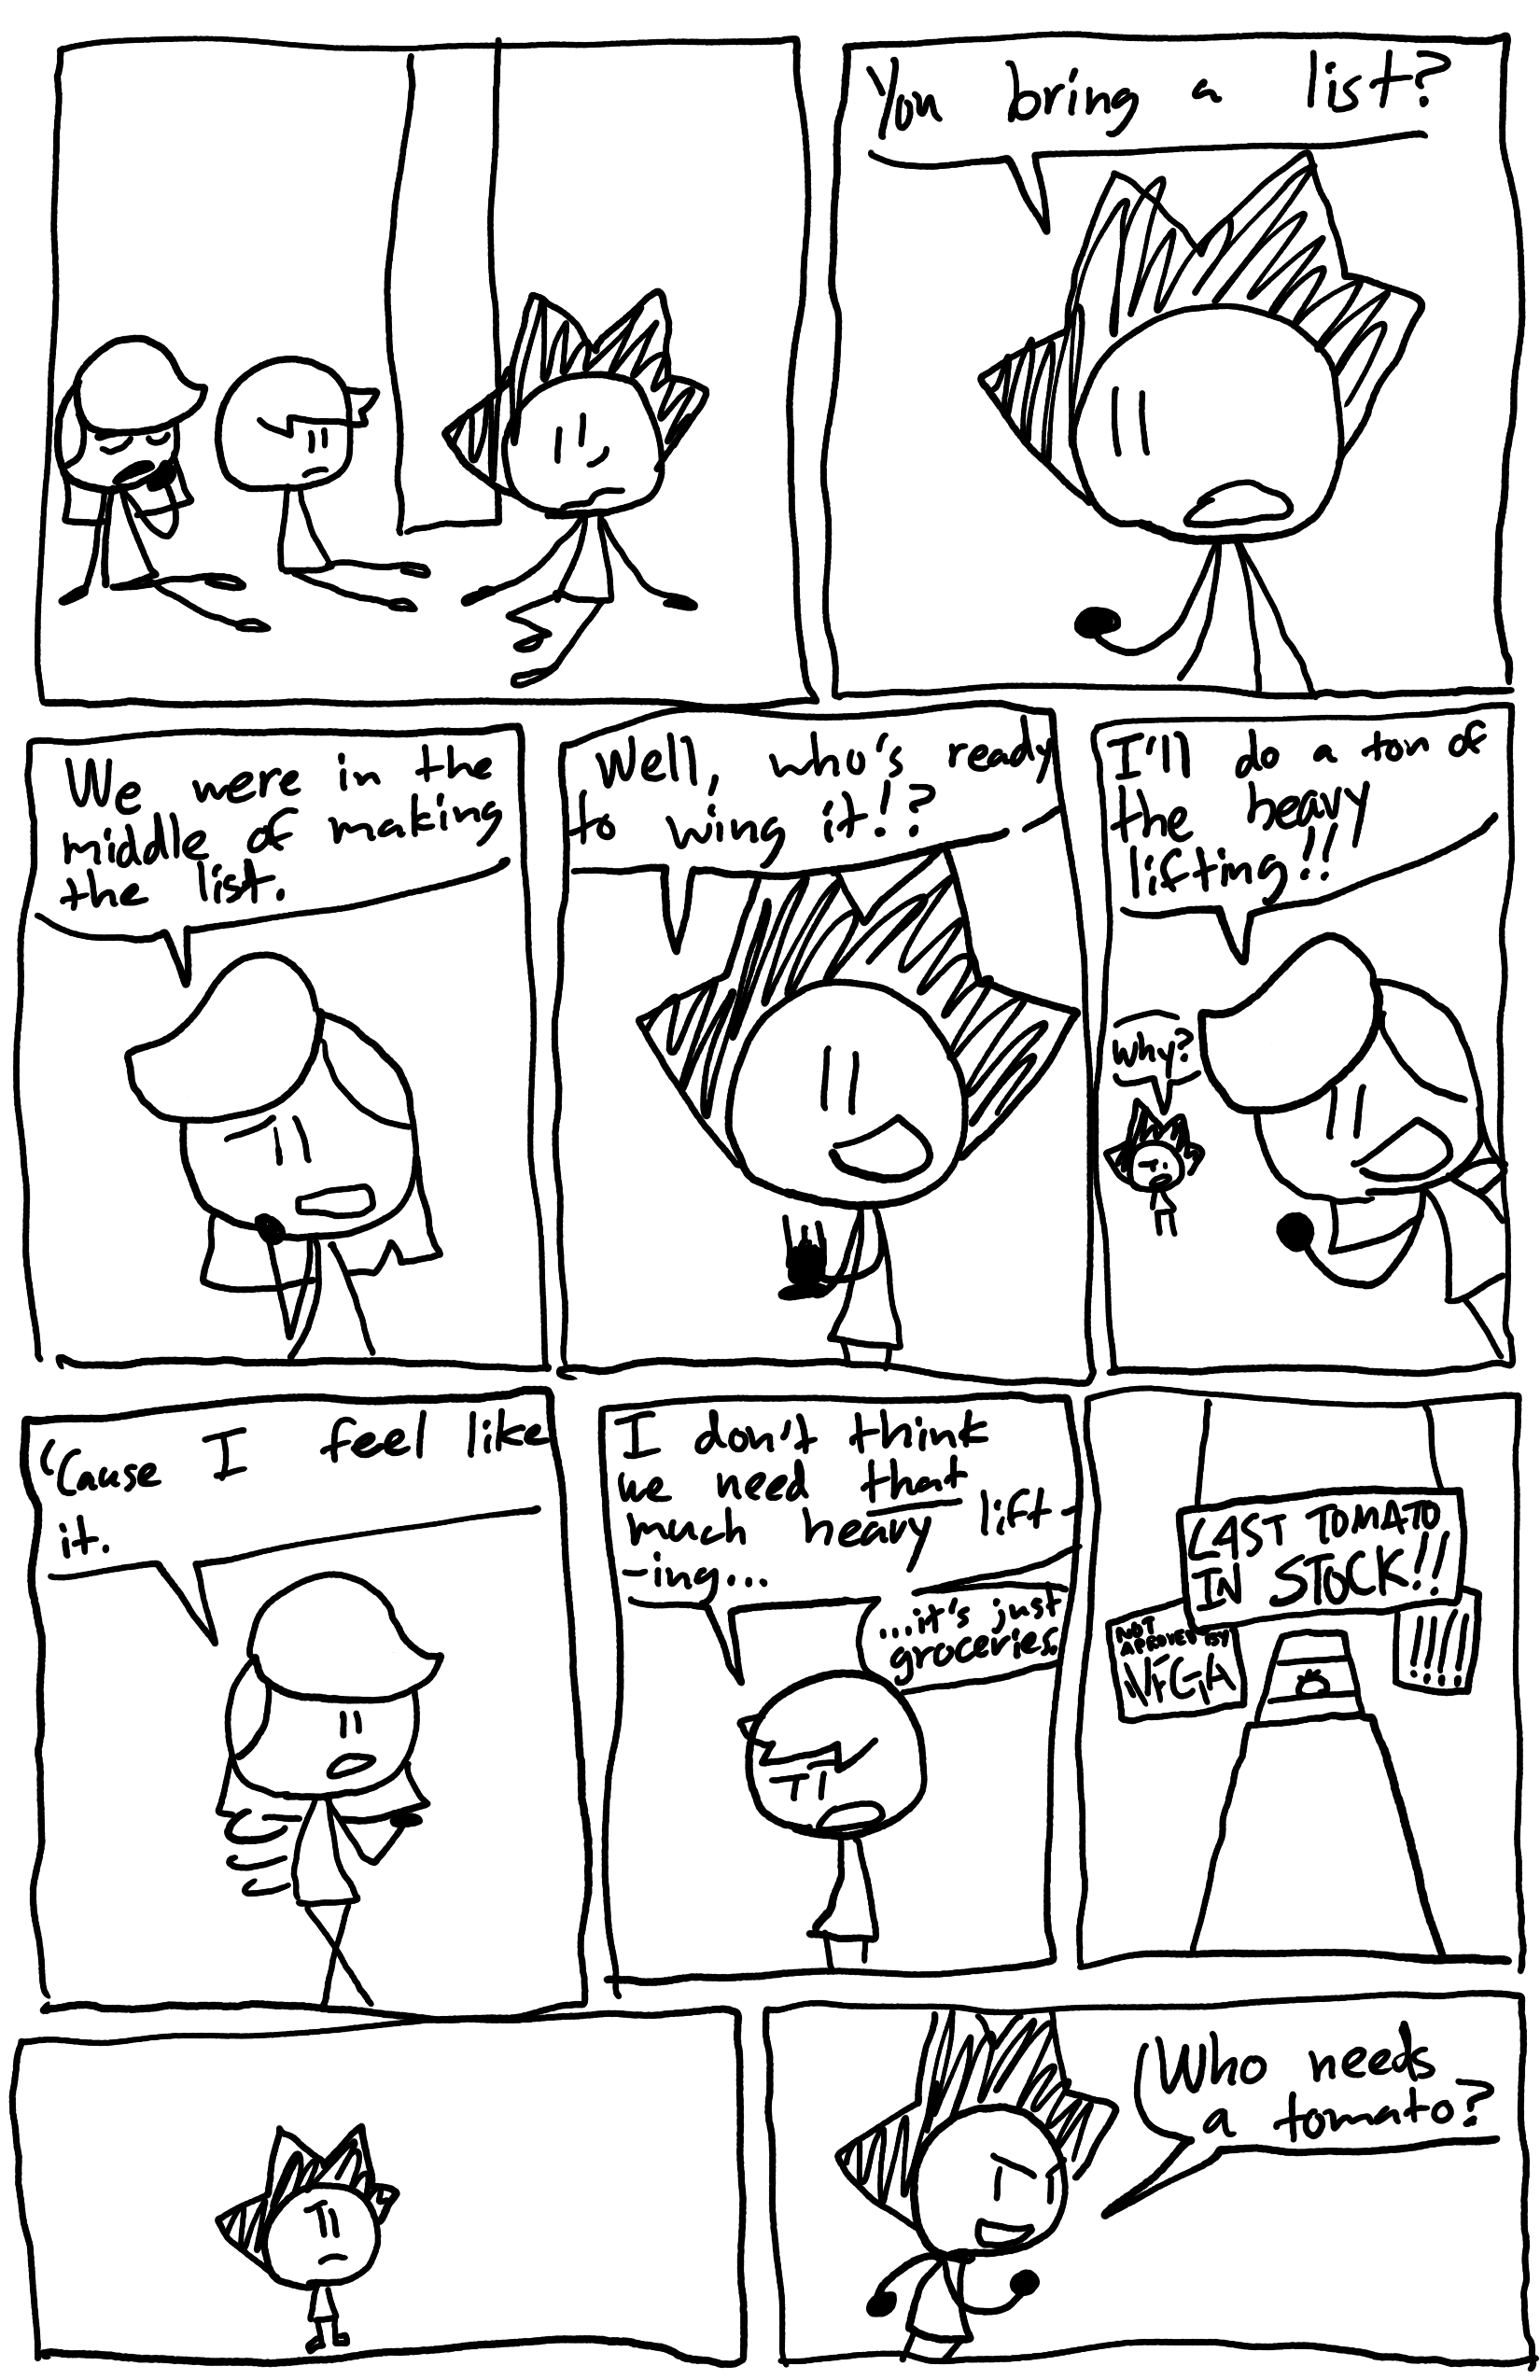 You bring a list?
We were in the
middle of making
the list.
Well, who's ready
to wing it!?
I'll do a ton of
the heavy
lifting!!
Why?
'Cause I feel like
it.
I don't think
we need that
much heavy lift-
-ing...
...it's just
groceries.
LAST TOMATO
IN STOCK!!
NOT
APROVED BY
!!!!
Who needs
a tomato?